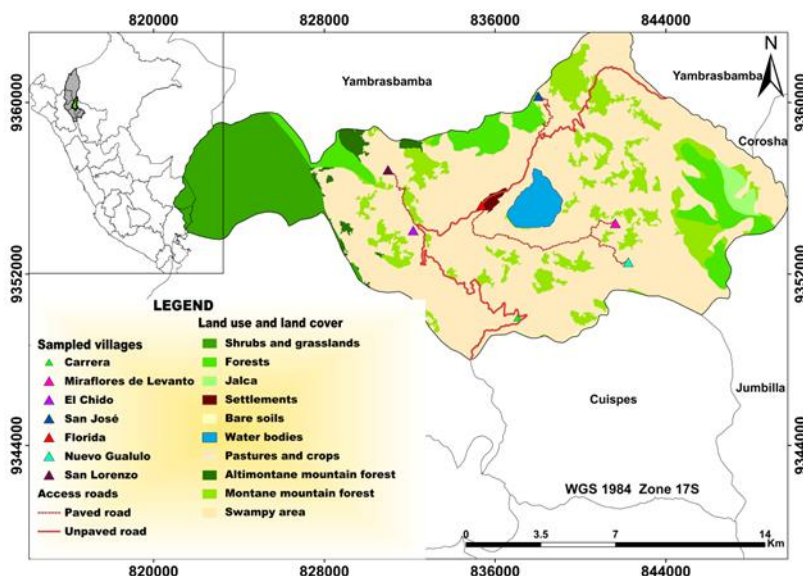 820000 828000 836000 844000
N
Yambrasbamba
Yambrasbamba
9360000
9360000
Corosha
9352000
9352000
LEGEND
Sampled villages
Carrera
Miraflores de Levanto
El Chido
San José
Florida
Nuevo Gualulo
San Lorenzo
Access roads
Paved road
Unpaved road
Land use and land cover
Shrubs and grasslands
Forests
Jalca
Settlements
Bare soils
Water bodies
Pastures and crops
Altimontane mountain forest
Montane mountain forest
Swampy area
Cuispes
Jumbilla
9344000
9344000
WGS 1984 Zone 17S
0 3.5 7 14
Km
820000 828000 836000 844000